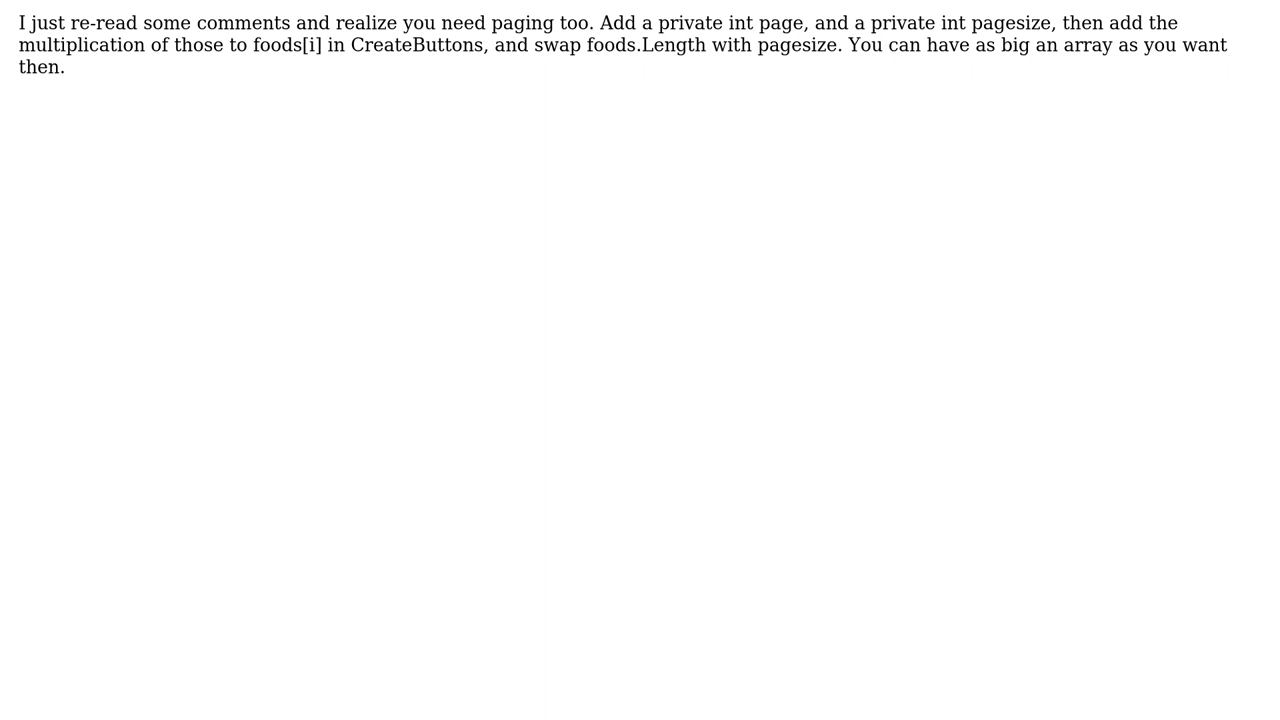 I just re-read some comments and realize you need paging too. Add a private int page, and a private int pagesize, then add the
multiplication of those to foods[i] in CreateButtons, and swap foods.Length with pagesize. You can have as big an array as you want
then.